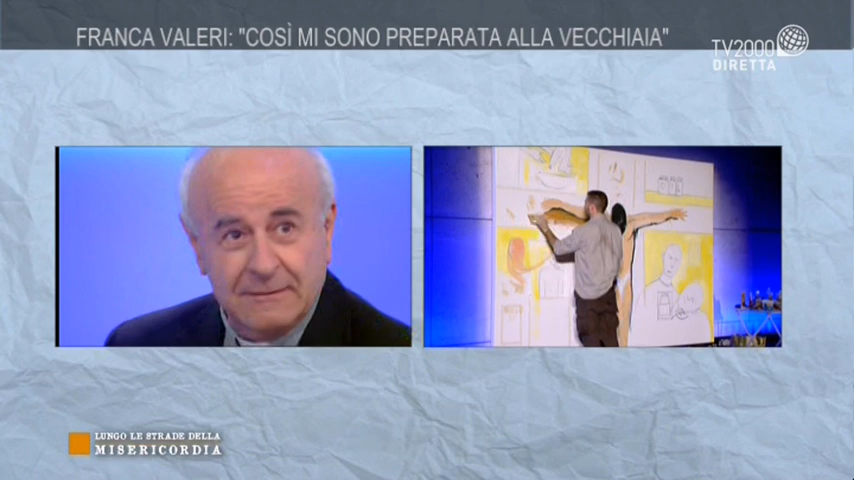 FRANCA VALERI: "COSÌ MI SONO PREPARATA ALLA VECCHIAIA"
TV2000
DIRETTA
LUNGO LE STRADE DELLA
MISERICORDIA